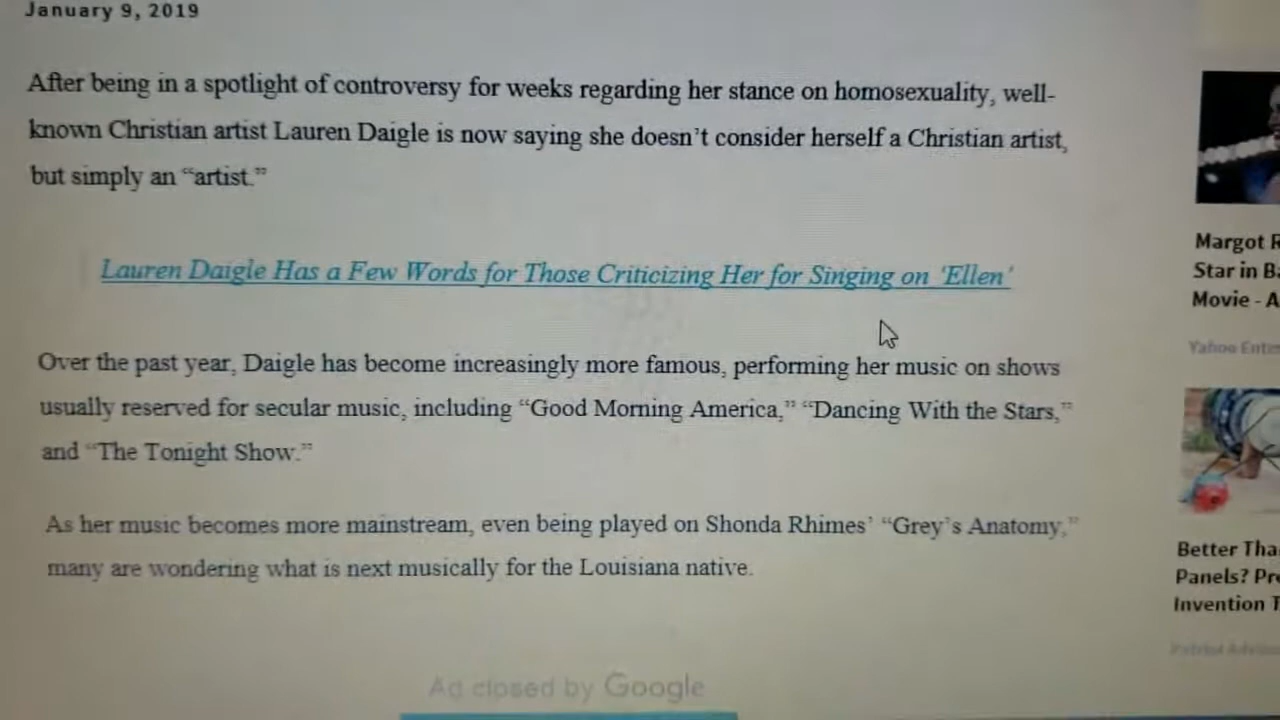 January 9, 2019
After being in a spotlight of controversy for weeks regarding her stance on homosexuality, well-
known Christian artist Lauren Daigle is now saying she doesn't consider herself a Christian artist,
but simply an “artist.”
Lauren Daigle Has a Few Words for Those Criticizing Her for Singing on 'Ellen'
Over the past year, Daigle has become increasingly more famous, performing her music on shows
usually reserved for secular music, including “Good Morning America,” “Dancing With the Stars,”
and “The Tonight Show.”
As her music becomes more mainstream, even being played on Shonda Rhimes’ “Grey’s Anatomy,”
many are wondering what is next musically for the Louisiana native.
Ad closed by Google
Margot
Star in
Movie - A
Yahoo
Better
Panels?
Invention